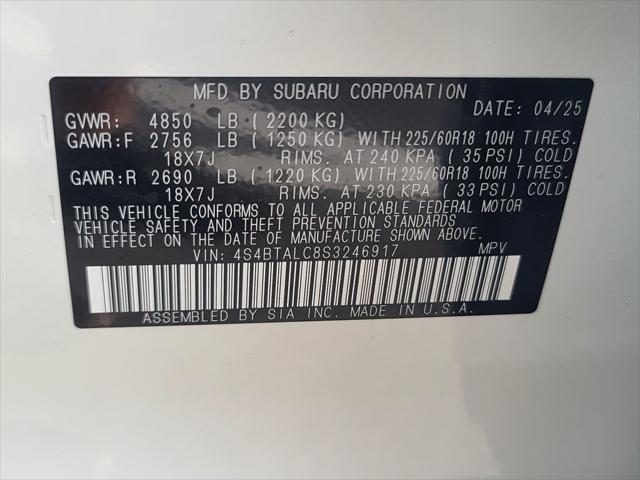 MFD BY SUBARU CORPORATION
DATE: 04/25
GVWR: 4850 LB ( 2200 KG)
GAWR:F 2756 LB ( 1250 KG) WITH 225/60R18 100H TIRES.
18X7J RIMS. AT 240 KPA ( 35 PSI) COLD
GAWR:R 2690 LB ( 1220 KG) WITH 225/60R18 100H TIRES.
18X7J RIMS. AT 230 KPA ( 33 PSI) COLD
THIS VEHICLE CONFORMS TO ALL APPLICABLE FEDERAL MOTOR
VEHICLE SAFETY AND THEFT PREVENTION STANDARDS
IN EFFECT ON THE DATE OF MANUFACTURE SHOWN ABOVE.
VIN: 4S4BTALC8S3246917 MPV
ASSEMBLED BY SIA INC. MADE IN U.S.A.